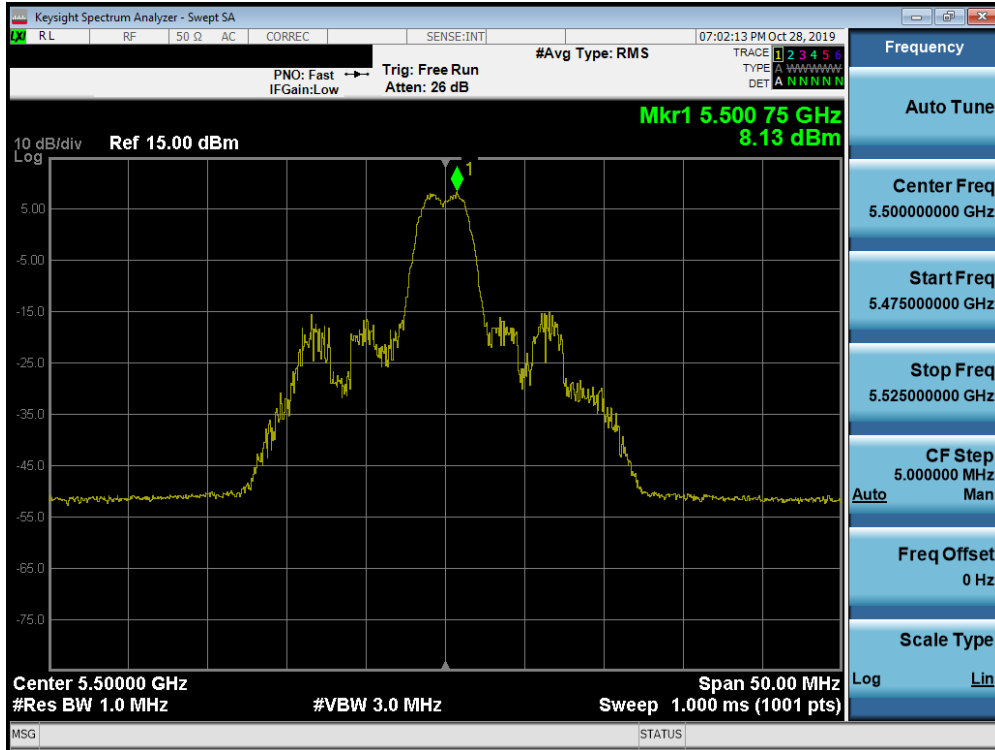 Keysight Spectrum Analyzer - Swept SA
LXI RL RF 50 Ω AC CORREC SENSE:INT 07:02:13 PM Oct 28, 2019
PNO: Fast
IFGain:Low
Trig: Free Run
Atten: 26 dB
#Avg Type: RMS
TRACE 1 2 3 4 5 6
TYPE A WWWWW
DET A N N N N N
Mkr1 5.500 75 GHz
8.13 dBm
10 dB/div Ref 15.00 dBm
Log
1
5.00
-5.00
-15.0
-25.0
-35.0
-45.0
-55.0
-65.0
-75.0
Center 5.50000 GHz Span 50.00 MHz
#Res BW 1.0 MHz #VBW 3.0 MHz Sweep 1.000 ms (1001 pts)
MSG STATUS
Frequency
Auto Tune
Center Freq
5.500000000 GHz
Start Freq
5.475000000 GHz
Stop Freq
5.525000000 GHz
CF Step
5.000000 MHz
Auto Man
Freq Offset
0 Hz
Scale Type
Log Lin